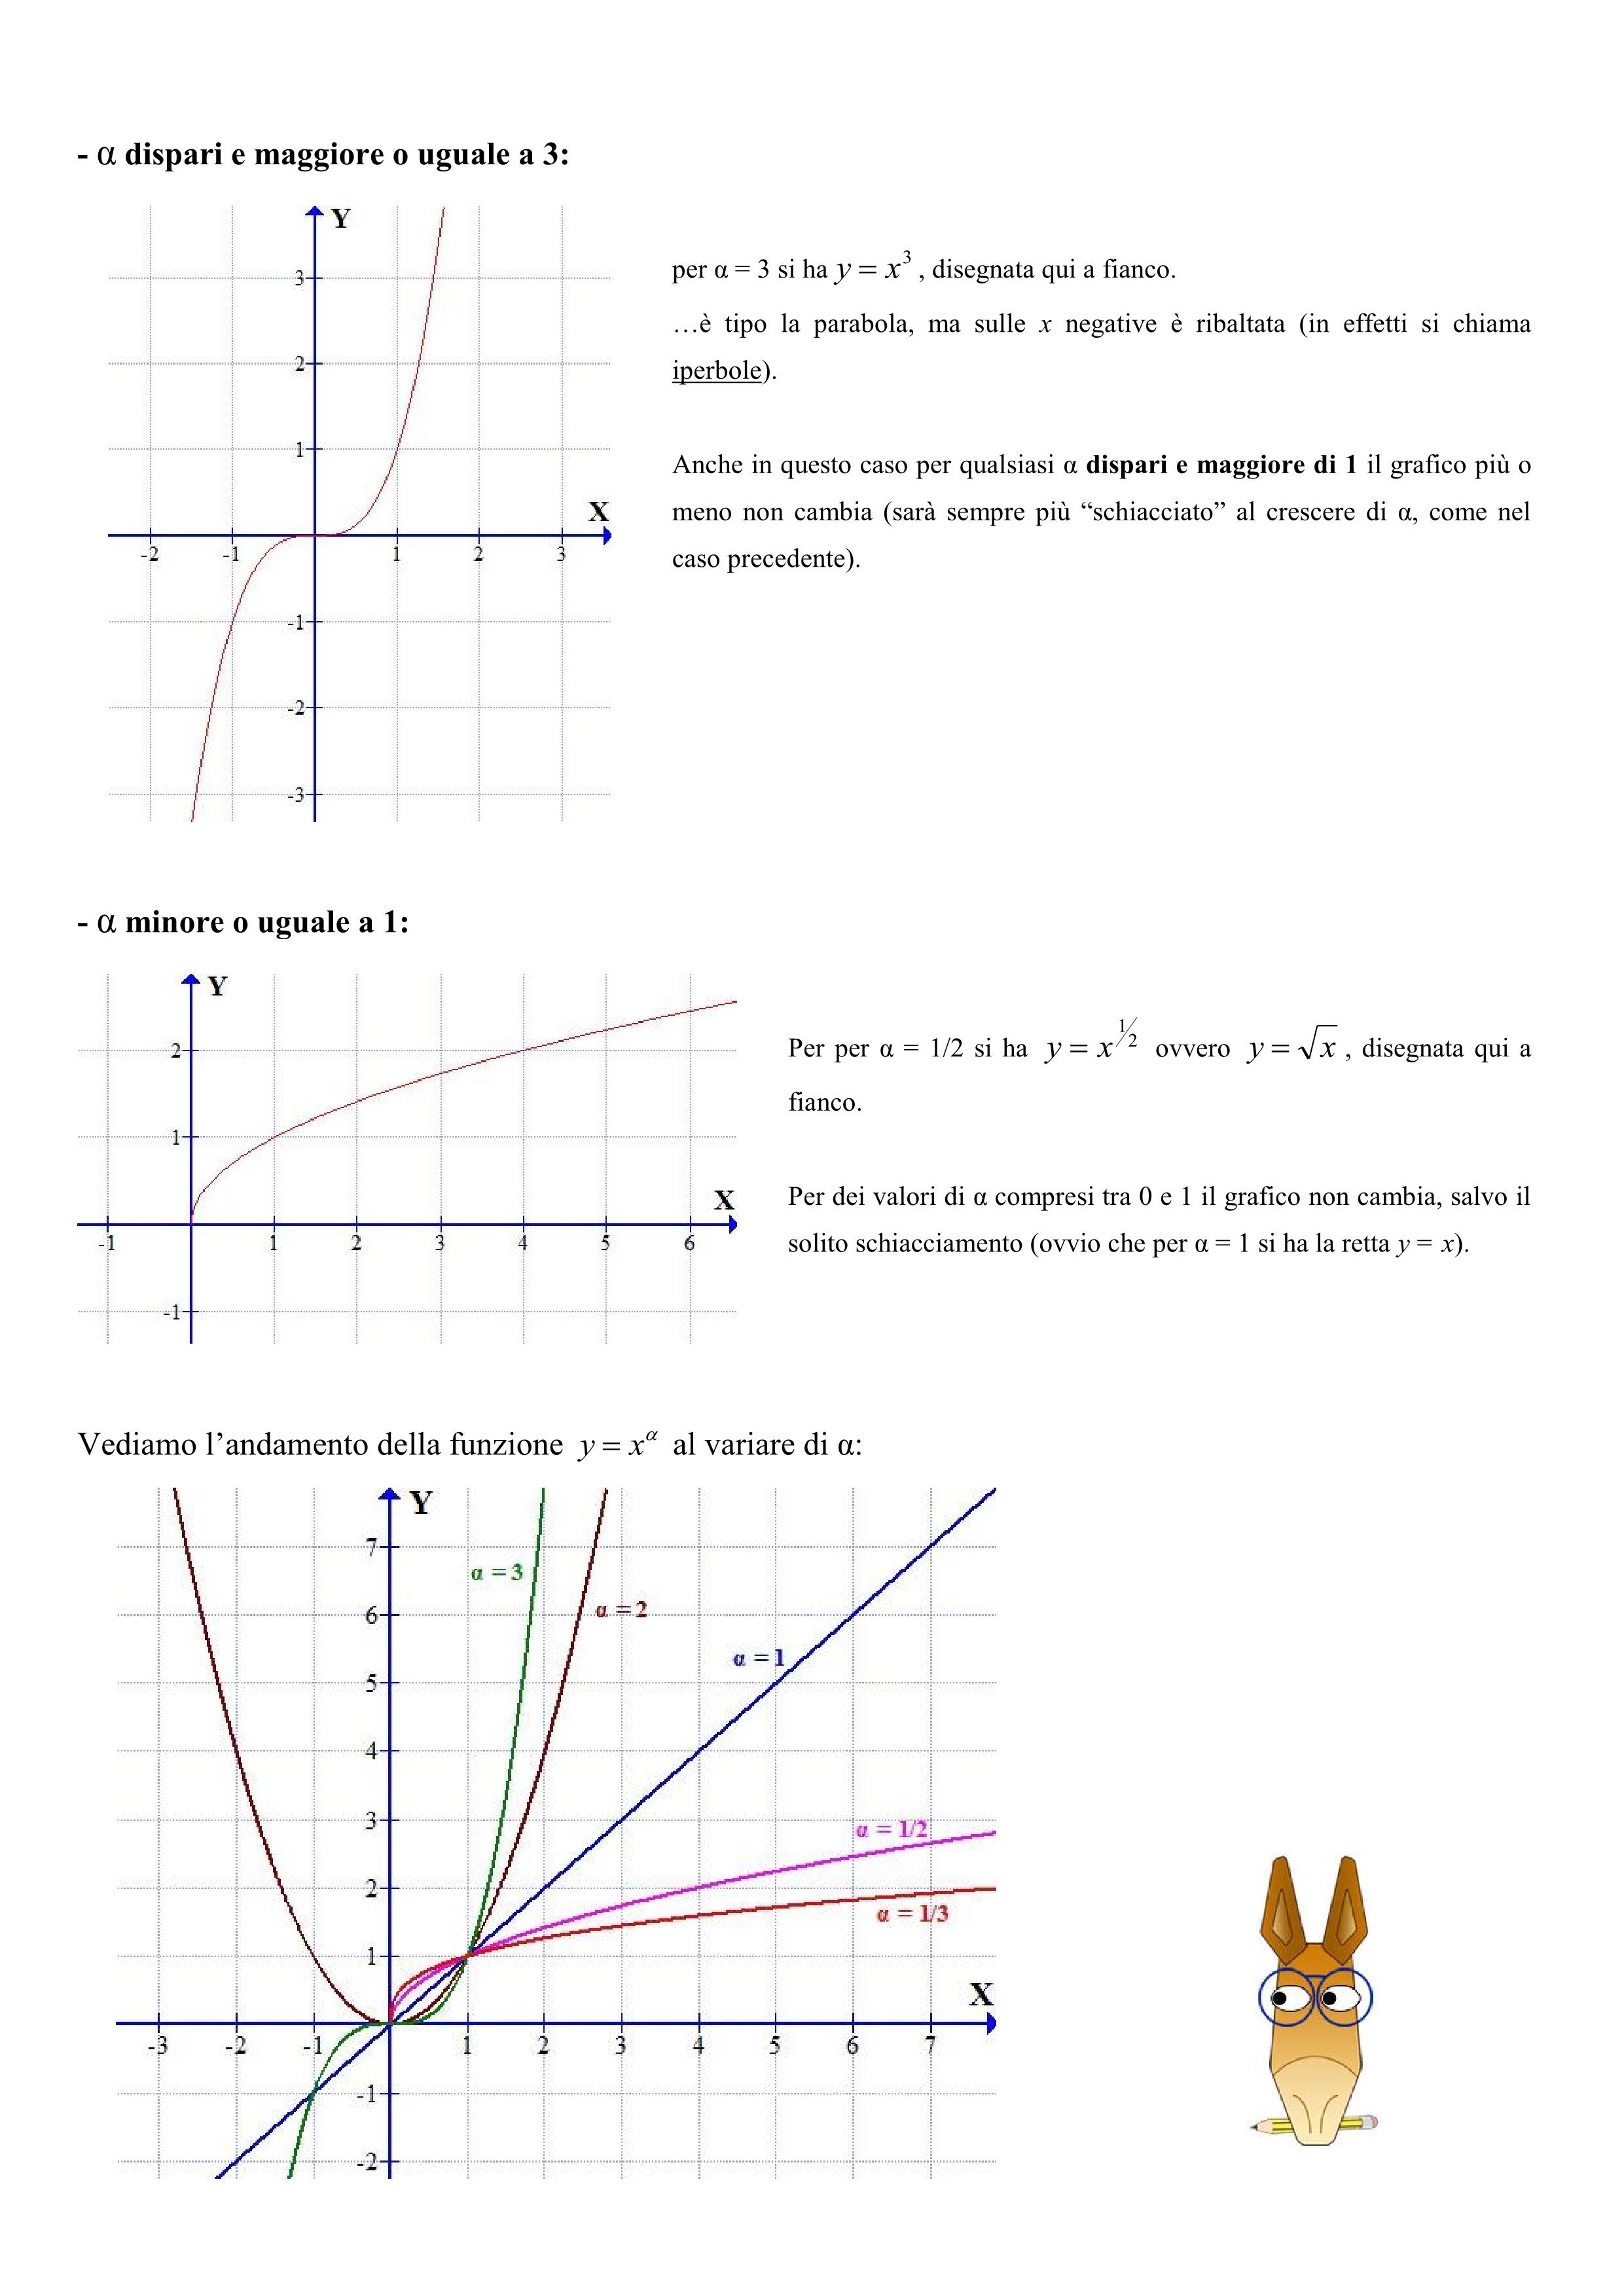 - α dispari e maggiore o uguale a 3:
Y
3
2
1
X
-2 -1 1 2 3
-1
-2
-3
per α = 3 si ha y = x³ , disegnata qui a fianco.
…è tipo la parabola, ma sulle x negative è ribaltata (in effetti si chiama
iperbole).
Anche in questo caso per qualsiasi α dispari e maggiore di 1 il grafico più o
meno non cambia (sarà sempre più “schiacciato” al crescere di α, come nel
caso precedente).
- α minore o uguale a 1:
Y
2
1
X
-1 1 2 3 4 5 6
-1
Per per α = 1/2 si ha y = x^1/2 ovvero y = √x , disegnata qui a
fianco.
Per dei valori di α compresi tra 0 e 1 il grafico non cambia, salvo il
solito schiacciamento (ovvio che per α = 1 si ha la retta y = x).
Vediamo l’andamento della funzione y = x^α al variare di α:
Y
7
α = 3
α = 2
6
α = 1
5
4
3
α = 1/2
2
α = 1/3
1
X
-3 -2 -1 1 2 3 4 5 6 7
-1
-2